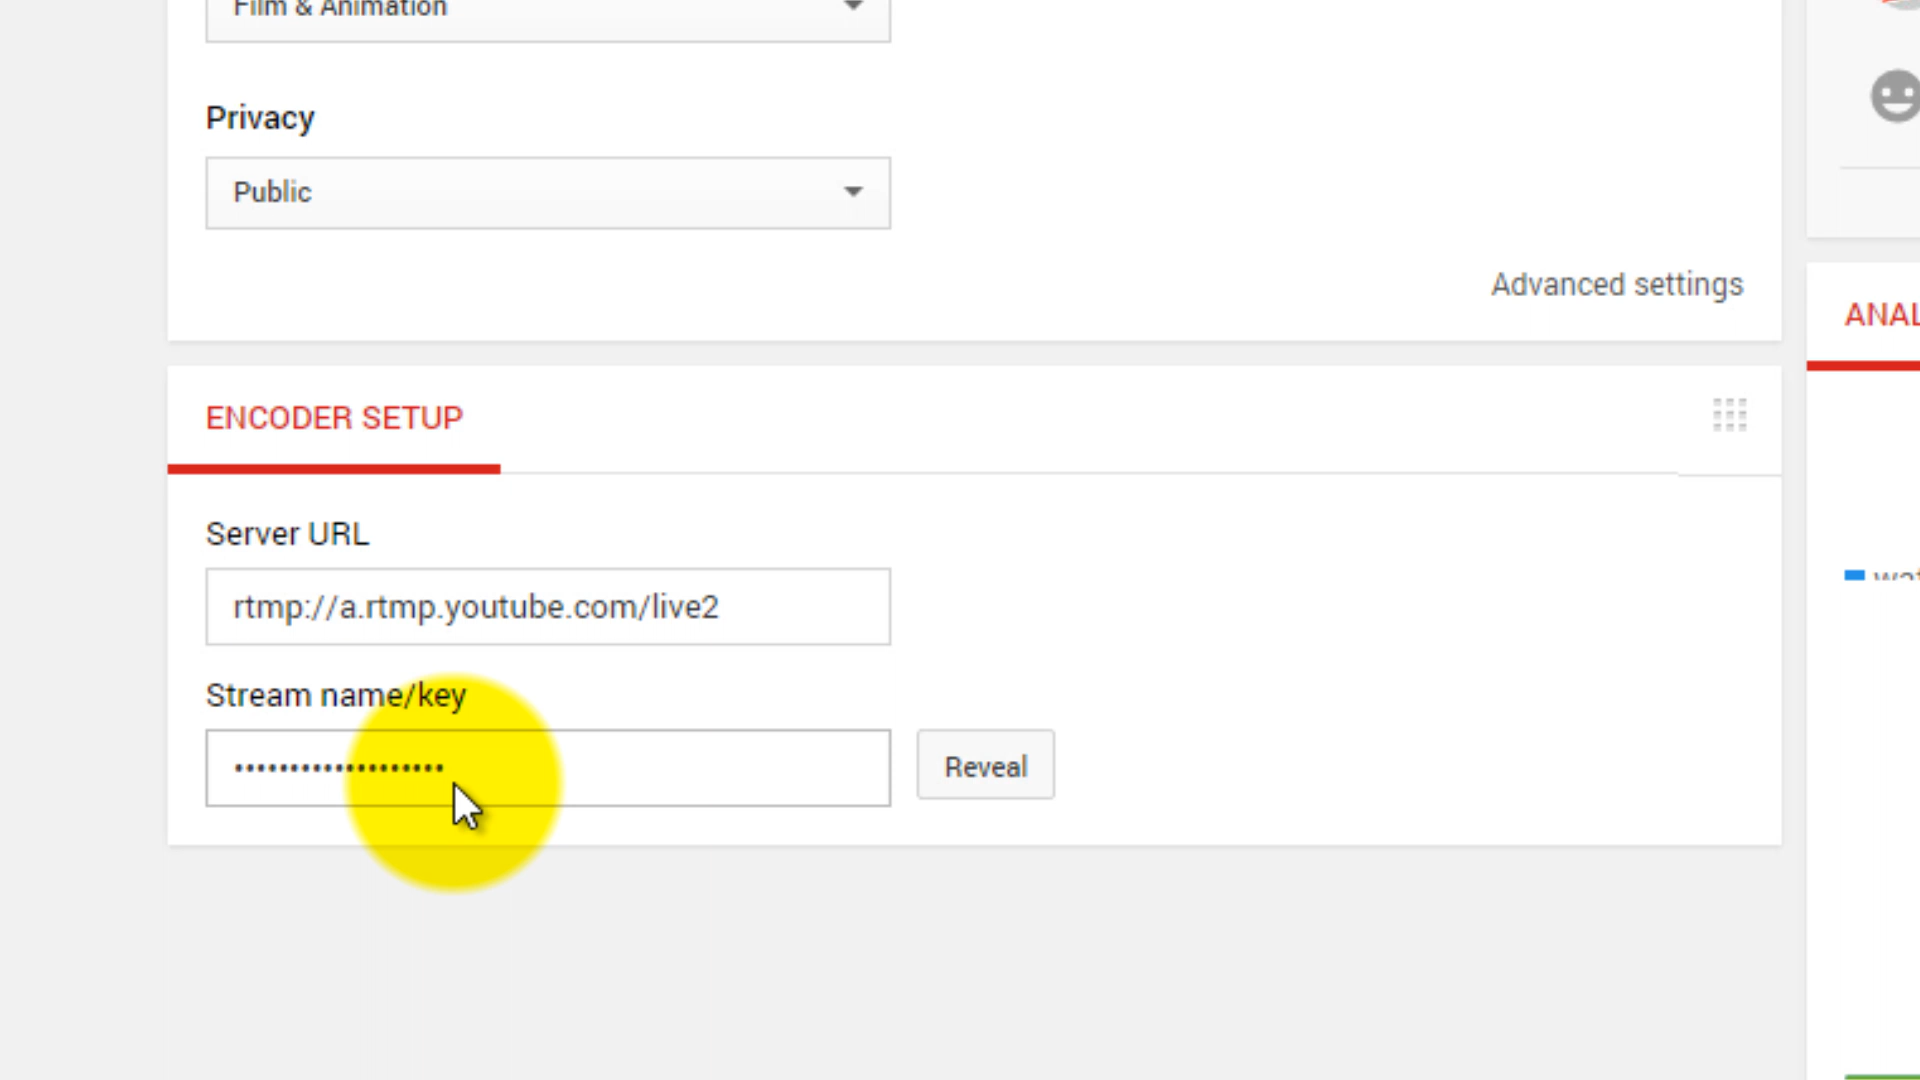 Film & Animation
Privacy
Public
Advanced settings
ANAL
ENCODER SETUP
Server URL
rtmp://a.rtmp.youtube.com/live2
Stream name/key
•••••••••••••••••••
Reveal